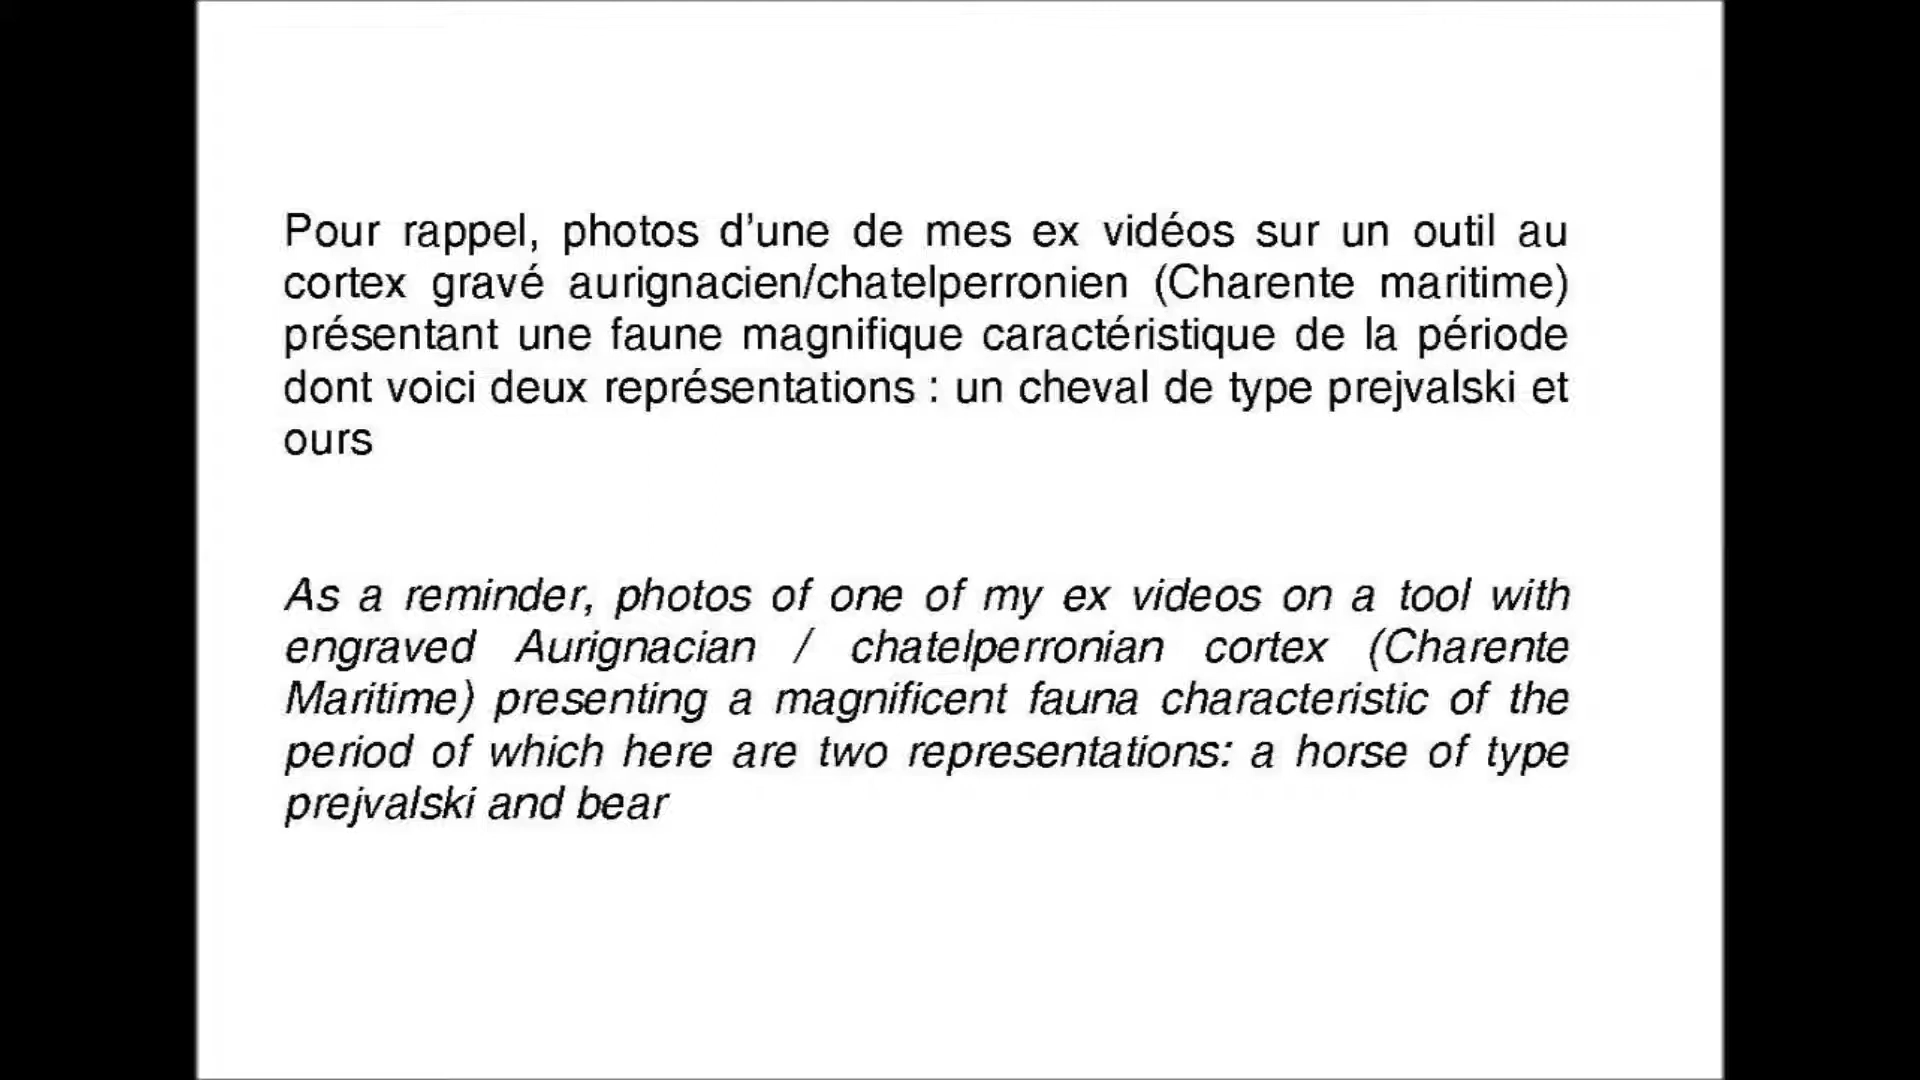 Pour rappel, photos d'une de mes ex vidéos sur un outil au
cortex gravé aurignacien/chatelperronien (Charente maritime)
présentant une faune magnifique caractéristique de la période
dont voici deux représentations : un cheval de type prejvalski et
ours
As a reminder, photos of one of my ex videos on a tool with
engraved Aurignacian / chatelperronian cortex (Charente
Maritime) presenting a magnificent fauna characteristic of the
period of which here are two representations: a horse of type
prejvalski and bear